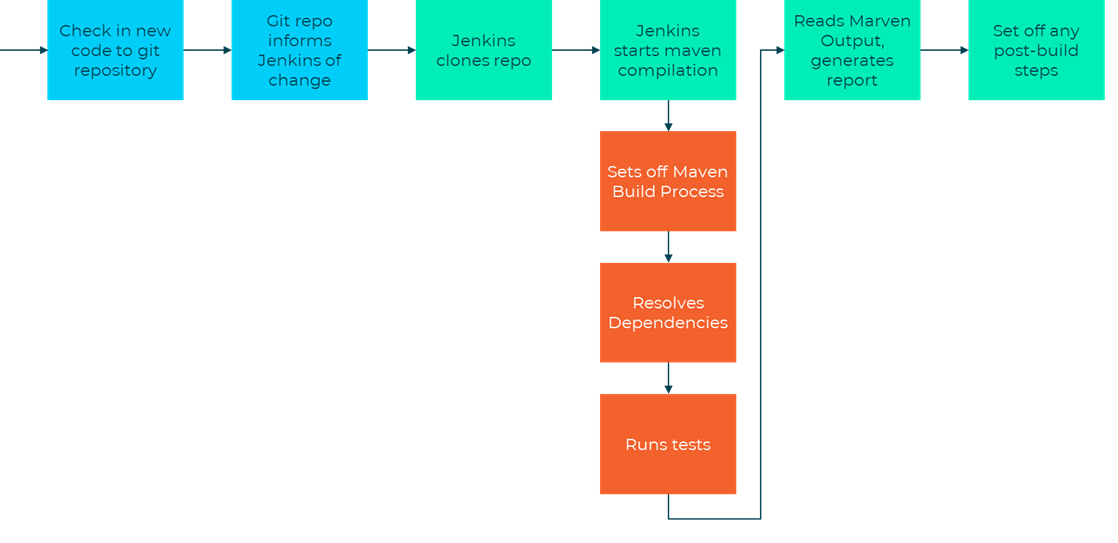 Check in new
code to git
repository
Git repo
informs
Jenkins of
change
Jenkins
clones repo
Jenkins
starts maven
compilation
Sets off Maven
Build Process
Resolves
Dependencies
Runs tests
Reads Marven
Output,
generates
report
Set off any
post-build
steps